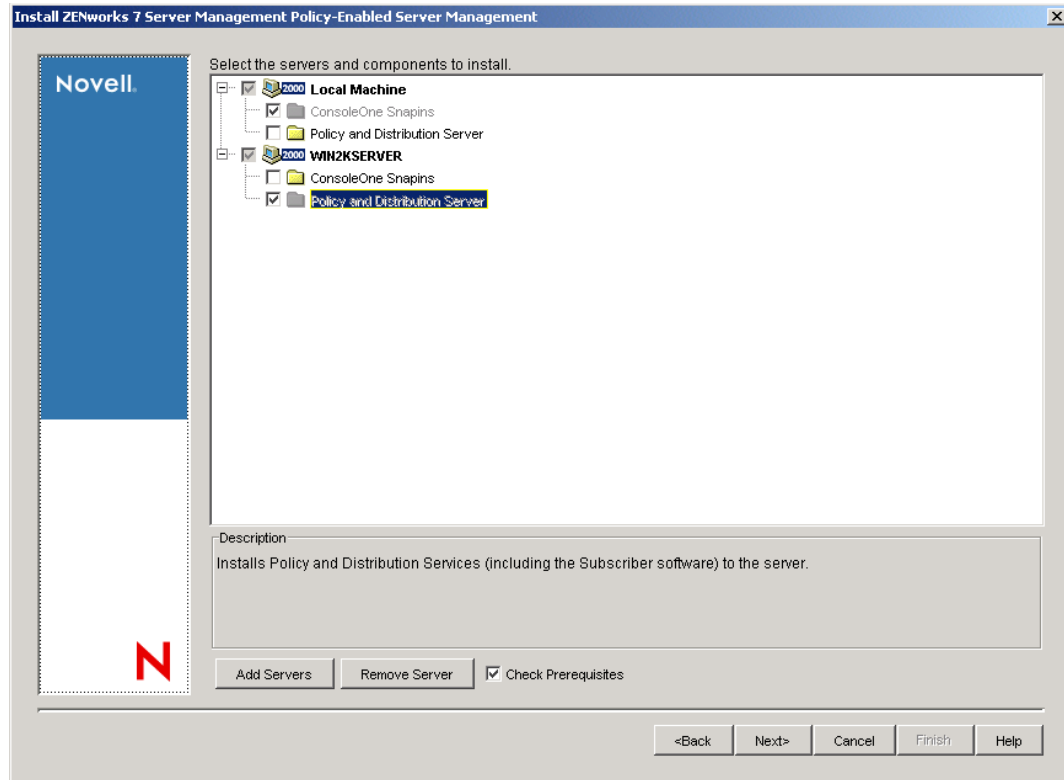 Install ZENworks 7 Server Management Policy-Enabled Server Management
Novell.
Select the servers and components to install.
2000 Local Machine
ConsoleOne Snapins
Policy and Distribution Server
2000 WIN2KSERVER
ConsoleOne Snapins
Policy and Distribution Server
Description
Installs Policy and Distribution Services (including the Subscriber software) to the server.
N
Add Servers
Remove Server
Check Prerequisites
<Back
Next>
Cancel
Finish
Help